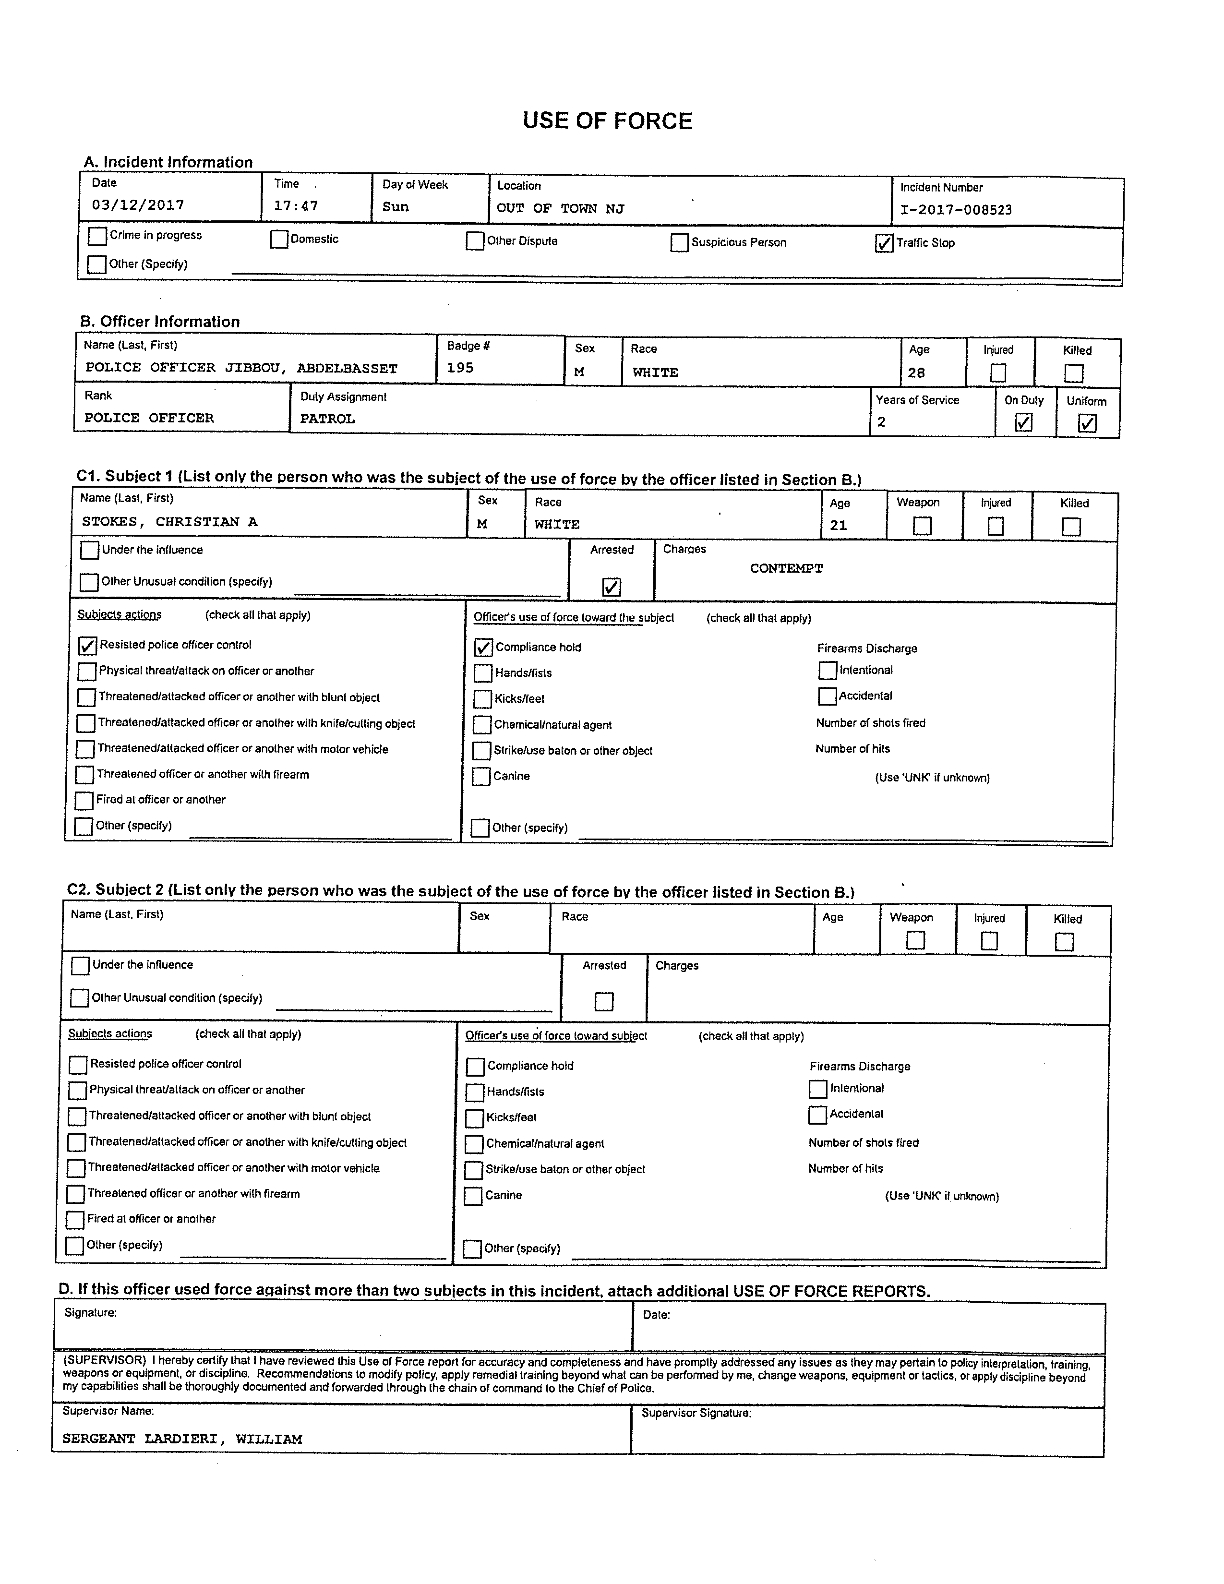 USE OF FORCE
A. Incident Information
Date Time Day of Week Location Incident Number
03/12/2017 17:47 Sun OUT OF TOWN NJ I-2017-008523
Crime in progress Domestic Other Dispute Suspicious Person Traffic Stop
Other (Specify)
B. Officer Information
Name (Last, First) Badge # Sex Race Age Injured Killed
POLICE OFFICER JIBBOU, ABDELBASSET 195 M WHITE 28
Rank Duty Assignment Years of Service On Duty Uniform
POLICE OFFICER PATROL 2
C1. Subject 1 (List only the person who was the subject of the use of force by the officer listed in Section B.)
Name (Last, First) Sex Race Age Weapon Injured Killed
STOKES, CHRISTIAN A M WHITE 21
Under the influence Arrested Charges
CONTEMPT
Other Unusual condition (specify)
Subjects actions (check all that apply) Officer's use of force toward the subject (check all that apply)
Resisted police officer control Compliance hold Firearms Discharge
Physical threat/attack on officer or another Hands/fists Intentional
Threatened/attacked officer or another with blunt object Kicks/feet Accidental
Threatened/attacked officer or another with knife/cutting object Chemical/natural agent Number of shots fired
Threatened/attacked officer or another with motor vehicle Strike/use baton or other object Number of hits
Threatened officer or another with firearm Canine (Use 'UNK' if unknown)
Fired at officer or another
Other (specify) Other (specify)
C2. Subject 2 (List only the person who was the subject of the use of force by the officer listed in Section B.)
Name (Last, First) Sex Race Age Weapon Injured Killed
Under the influence Arrested Charges
Other Unusual condition (specify)
Subjects actions (check all that apply) Officer's use of force toward subject (check all that apply)
Resisted police officer control Compliance hold Firearms Discharge
Physical threat/attack on officer or another Hands/fists Intentional
Threatened/attacked officer or another with blunt object Kicks/feet Accidental
Threatened/attacked officer or another with knife/cutting object Chemical/natural agent Number of shots fired
Threatened/attacked officer or another with motor vehicle Strike/use baton or other object Number of hits
Threatened officer or another with firearm Canine (Use 'UNK' if unknown)
Fired at officer or another
Other (specify) Other (specify)
D. If this officer used force against more than two subjects in this incident, attach additional USE OF FORCE REPORTS.
Signature: Date:
(SUPERVISOR) I hereby certify that I have reviewed this Use of Force report for accuracy and completeness and have promptly addressed any issues as they may pertain to policy interpretation, training,
weapons or equipment, or discipline. Recommendations to modify policy, apply remedial training beyond what can be performed by me, change weapons, equipment or tactics, or apply discipline beyond
my capabilities shall be thoroughly documented and forwarded through the chain of command to the Chief of Police.
Supervisor Name: Supervisor Signature:
SERGEANT LARDIERI, WILLIAM